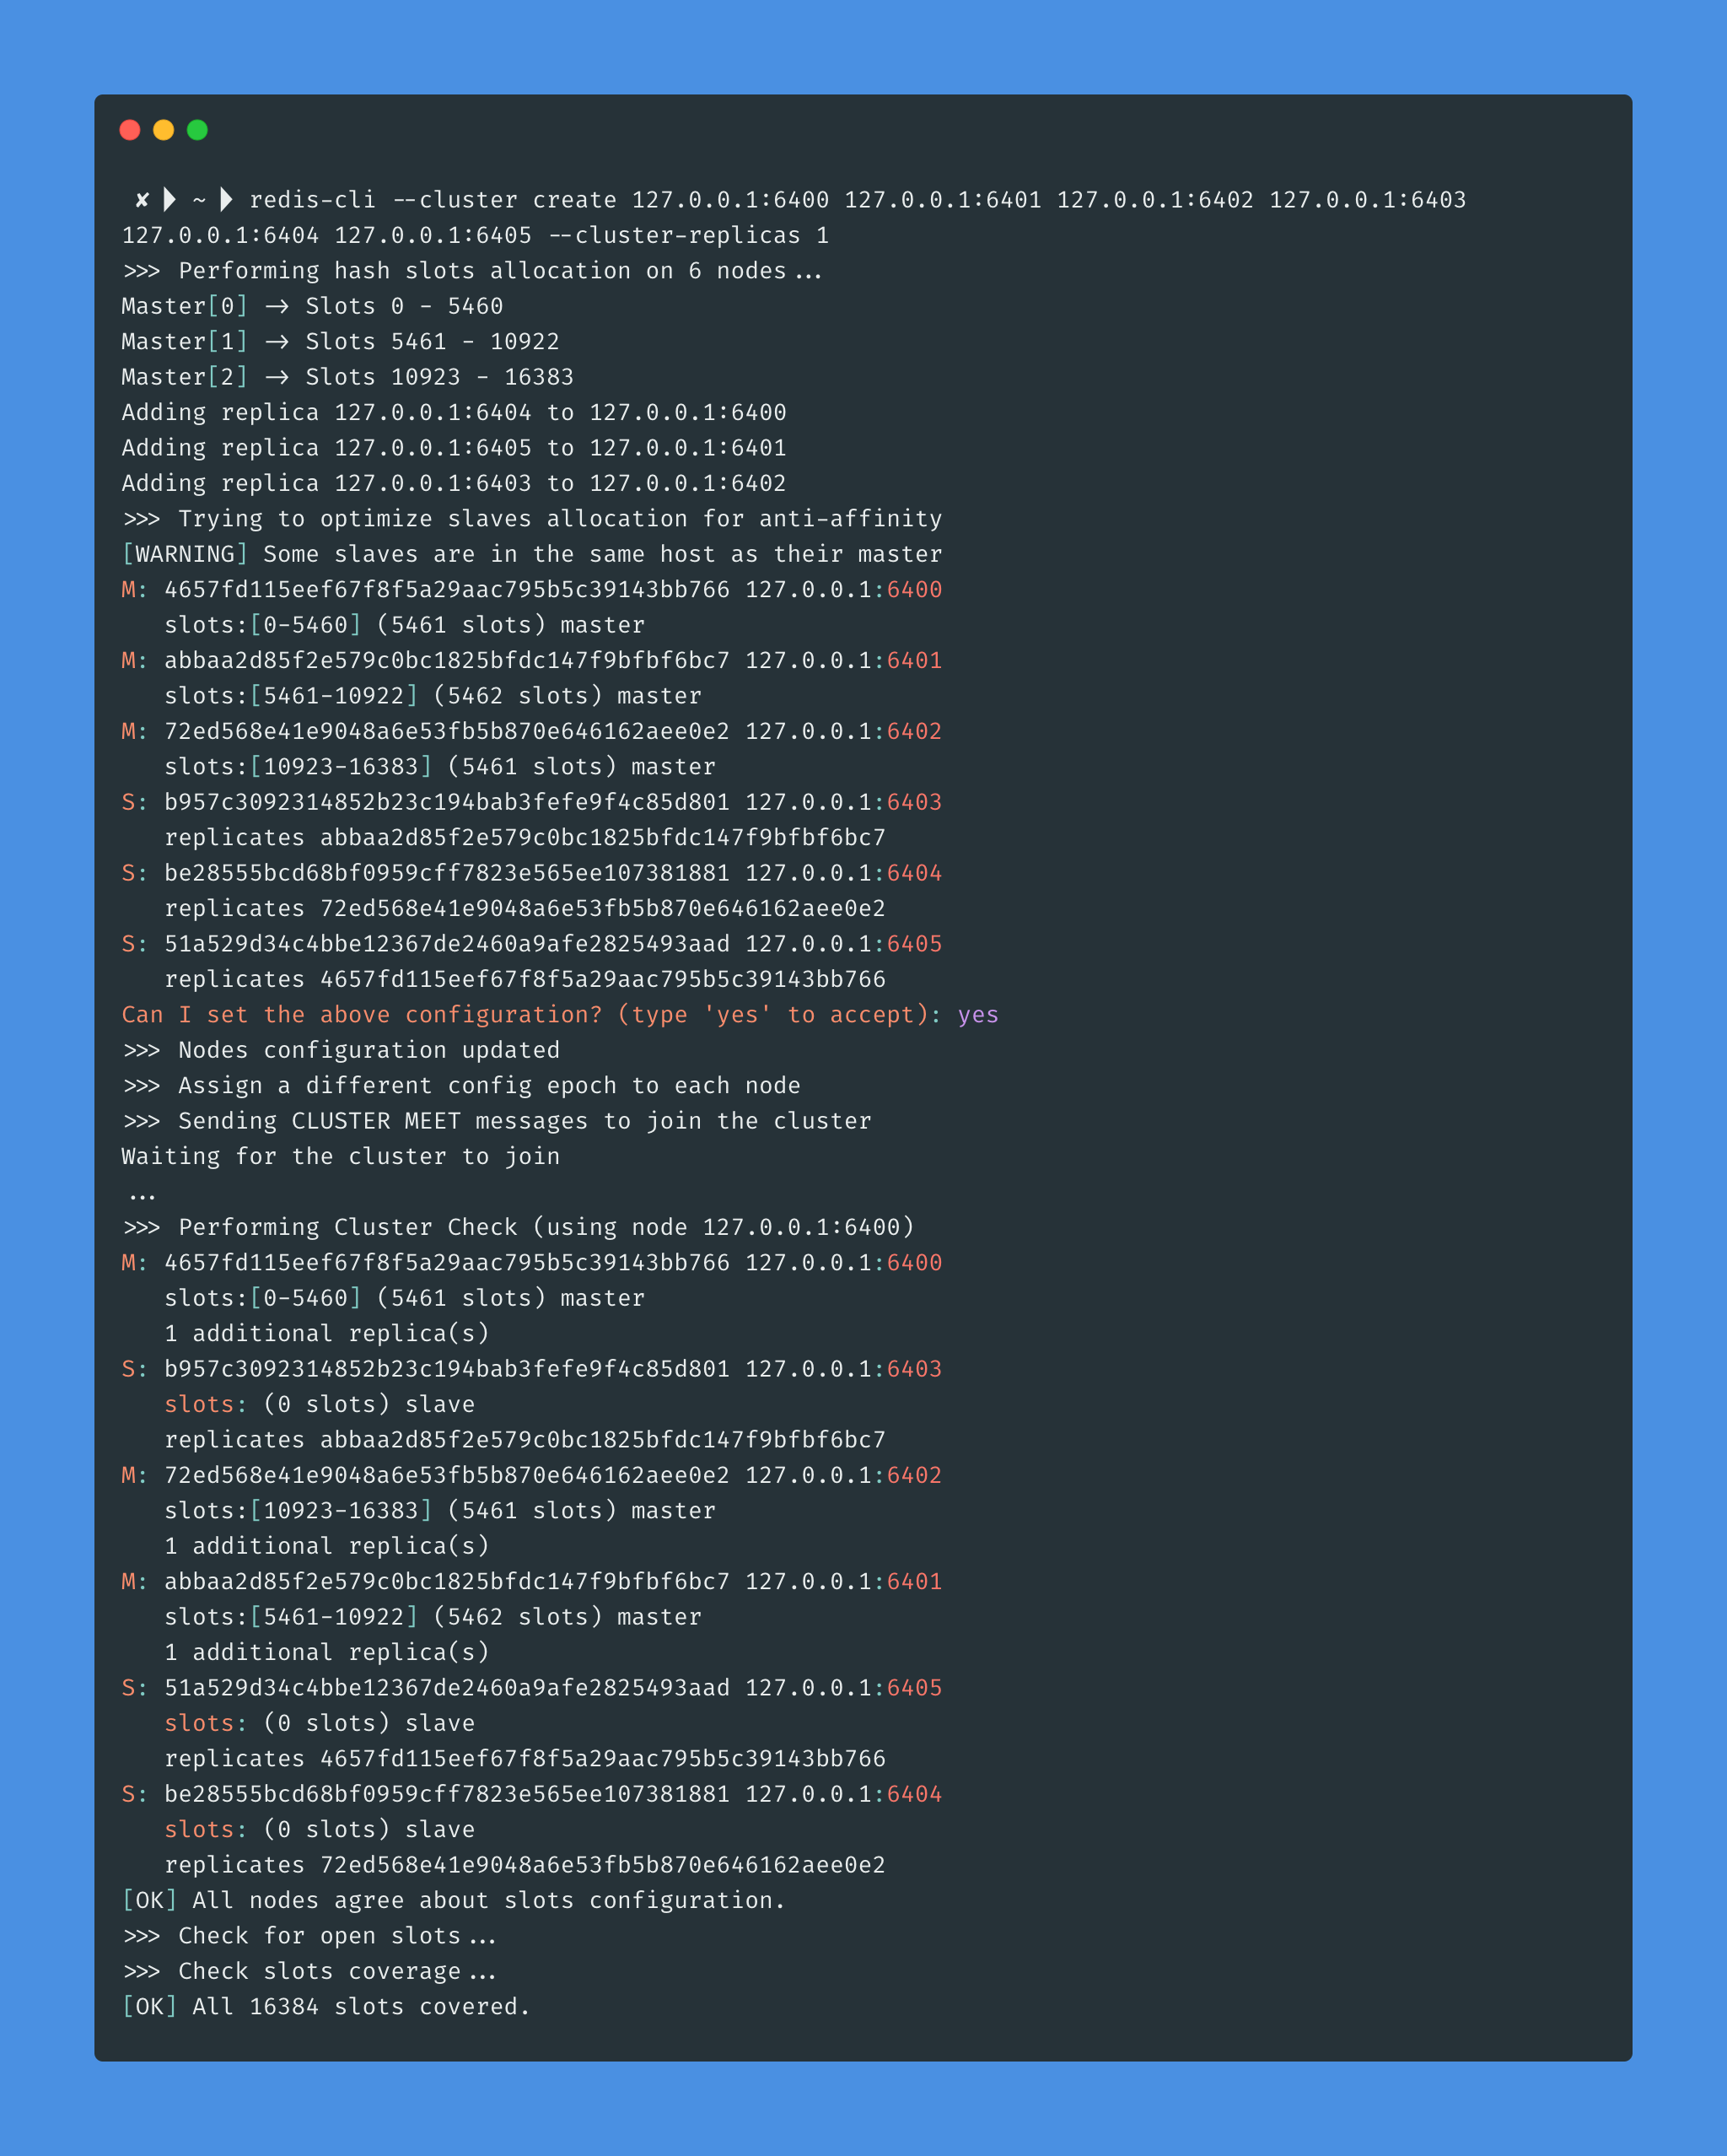 ✘ ~ redis-cli --cluster create 127.0.0.1:6400 127.0.0.1:6401 127.0.0.1:6402 127.0.0.1:6403
127.0.0.1:6404 127.0.0.1:6405 --cluster-replicas 1
>>> Performing hash slots allocation on 6 nodes...
Master[0] -> Slots 0 - 5460
Master[1] -> Slots 5461 - 10922
Master[2] -> Slots 10923 - 16383
Adding replica 127.0.0.1:6404 to 127.0.0.1:6400
Adding replica 127.0.0.1:6405 to 127.0.0.1:6401
Adding replica 127.0.0.1:6403 to 127.0.0.1:6402
>>> Trying to optimize slaves allocation for anti-affinity
[WARNING] Some slaves are in the same host as their master
M: 4657fd115eef67f8f5a29aac795b5c39143bb766 127.0.0.1:6400
   slots:[0-5460] (5461 slots) master
M: abbaa2d85f2e579c0bc1825bfdc147f9bfbf6bc7 127.0.0.1:6401
   slots:[5461-10922] (5462 slots) master
M: 72ed568e41e9048a6e53fb5b870e646162aee0e2 127.0.0.1:6402
   slots:[10923-16383] (5461 slots) master
S: b957c3092314852b23c194bab3fefe9f4c85d801 127.0.0.1:6403
   replicates abbaa2d85f2e579c0bc1825bfdc147f9bfbf6bc7
S: be28555bcd68bf0959cff7823e565ee107381881 127.0.0.1:6404
   replicates 72ed568e41e9048a6e53fb5b870e646162aee0e2
S: 51a529d34c4bbe12367de2460a9afe2825493aad 127.0.0.1:6405
   replicates 4657fd115eef67f8f5a29aac795b5c39143bb766
Can I set the above configuration? (type 'yes' to accept): yes
>>> Nodes configuration updated
>>> Assign a different config epoch to each node
>>> Sending CLUSTER MEET messages to join the cluster
Waiting for the cluster to join
...
>>> Performing Cluster Check (using node 127.0.0.1:6400)
M: 4657fd115eef67f8f5a29aac795b5c39143bb766 127.0.0.1:6400
   slots:[0-5460] (5461 slots) master
   1 additional replica(s)
S: b957c3092314852b23c194bab3fefe9f4c85d801 127.0.0.1:6403
   slots: (0 slots) slave
   replicates abbaa2d85f2e579c0bc1825bfdc147f9bfbf6bc7
M: 72ed568e41e9048a6e53fb5b870e646162aee0e2 127.0.0.1:6402
   slots:[10923-16383] (5461 slots) master
   1 additional replica(s)
M: abbaa2d85f2e579c0bc1825bfdc147f9bfbf6bc7 127.0.0.1:6401
   slots:[5461-10922] (5462 slots) master
   1 additional replica(s)
S: 51a529d34c4bbe12367de2460a9afe2825493aad 127.0.0.1:6405
   slots: (0 slots) slave
   replicates 4657fd115eef67f8f5a29aac795b5c39143bb766
S: be28555bcd68bf0959cff7823e565ee107381881 127.0.0.1:6404
   slots: (0 slots) slave
   replicates 72ed568e41e9048a6e53fb5b870e646162aee0e2
[OK] All nodes agree about slots configuration.
>>> Check for open slots...
>>> Check slots coverage...
[OK] All 16384 slots covered.